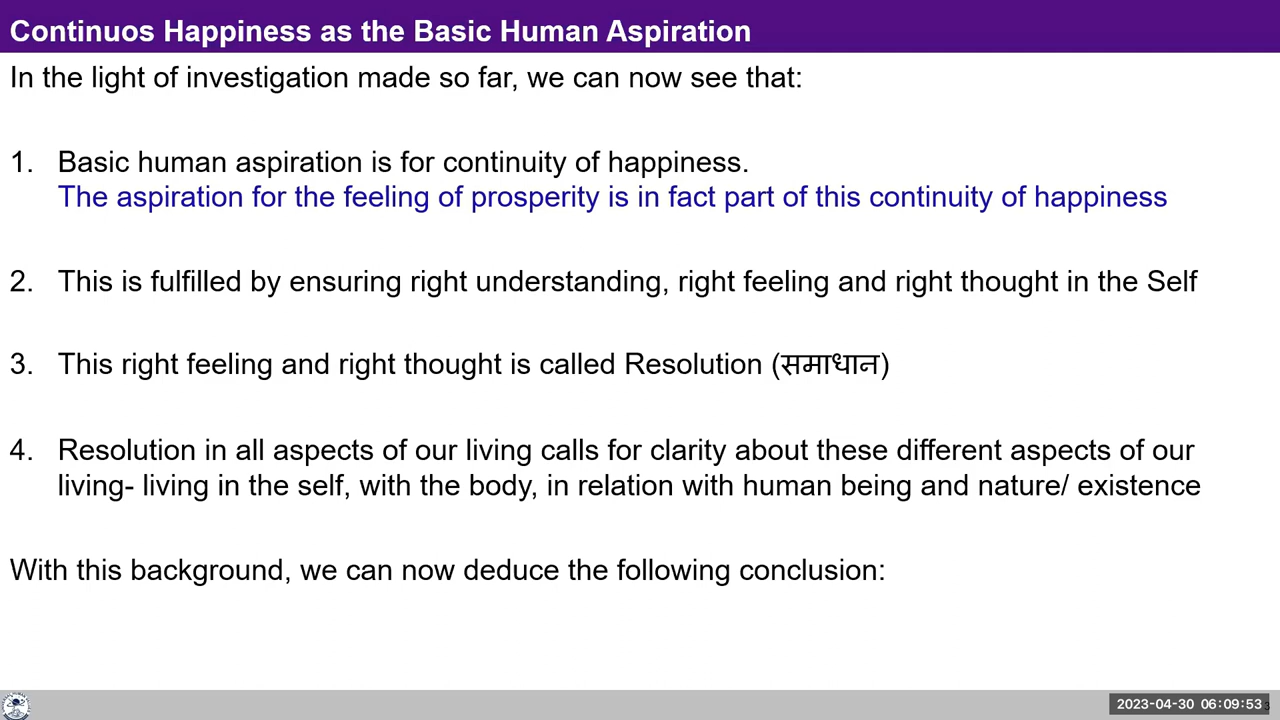 Continuos Happiness as the Basic Human Aspiration
In the light of investigation made so far, we can now see that:
1. Basic human aspiration is for continuity of happiness.
The aspiration for the feeling of prosperity is in fact part of this continuity of happiness
2. This is fulfilled by ensuring right understanding, right feeling and right thought in the Self
3. This right feeling and right thought is called Resolution (समाधान)
4. Resolution in all aspects of our living calls for clarity about these different aspects of our
living- living in the self, with the body, in relation with human being and nature/ existence
With this background, we can now deduce the following conclusion:
2023-04-30 06:09:53
3